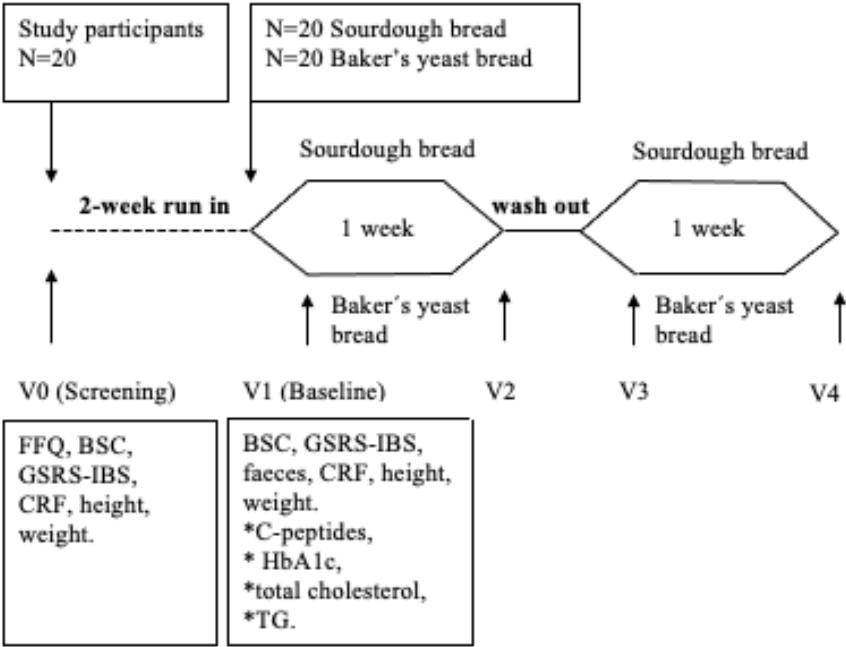 Study participants
N=20
N=20 Sourdough bread
N=20 Baker's yeast bread
Sourdough bread
Sourdough bread
2-week run in
wash out
1 week
1 week
Baker´s yeast
bread
Baker´s yeast
bread
V0 (Screening)
V1 (Baseline)
V2
V3
V4
FFQ, BSC,
GSRS-IBS,
CRF, height,
weight.
BSC, GSRS-IBS,
faeces, CRF, height,
weight.
*C-peptides,
* HbA1c,
*total cholesterol,
*TG.